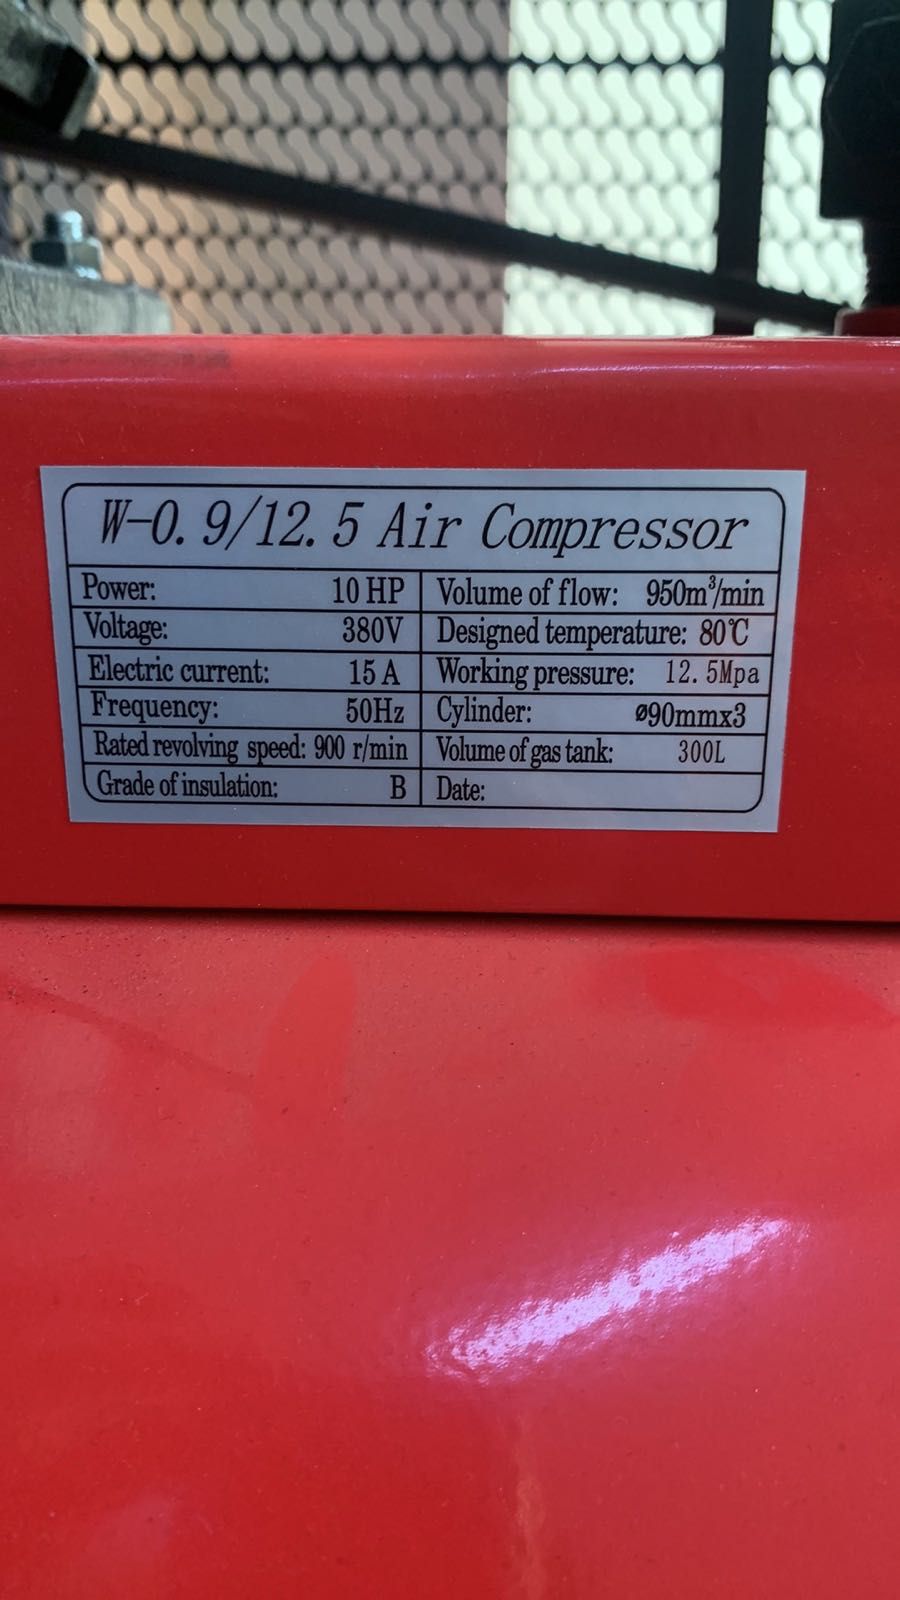 W-0.9/12.5 Air Compressor
Power: 10 HP Volume of flow: 950m³/min
Voltage: 380V Designed temperature: 80℃
Electric current: 15 A Working pressure: 12.5Mpa
Frequency: 50Hz Cylinder: ø90mmx3
Rated revolving speed: 900 r/min Volume of gas tank: 300L
Grade of insulation: B Date: